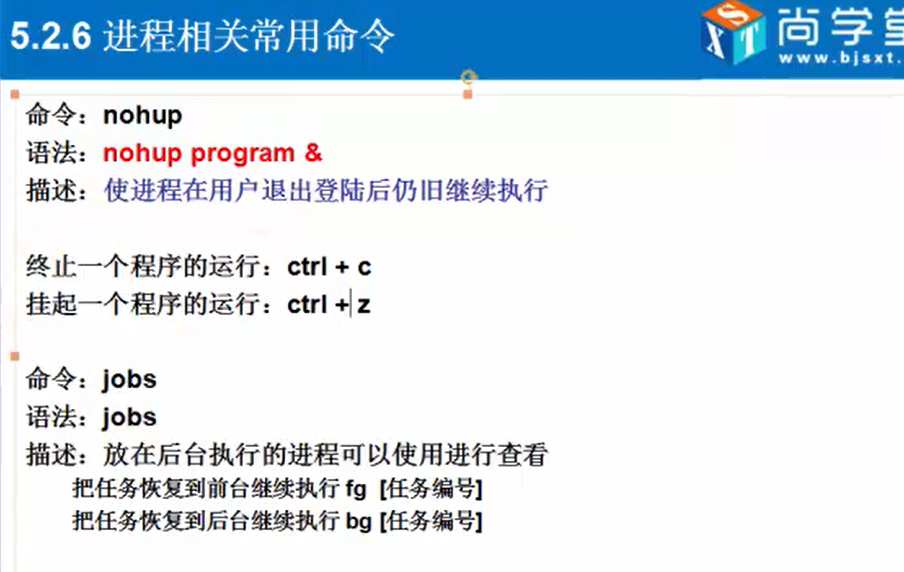 5.2.6 进程相关常用命令
XST
尚学堂
www.bjsxt.
命令：nohup
语法：nohup program &
描述：使进程在用户退出登陆后仍旧继续执行
终止一个程序的运行：ctrl + c
挂起一个程序的运行：ctrl + z
命令：jobs
语法：jobs
描述：放在后台执行的进程可以使用进行查看
把任务恢复到前台继续执行 fg [任务编号]
把任务恢复到后台继续执行 bg [任务编号]